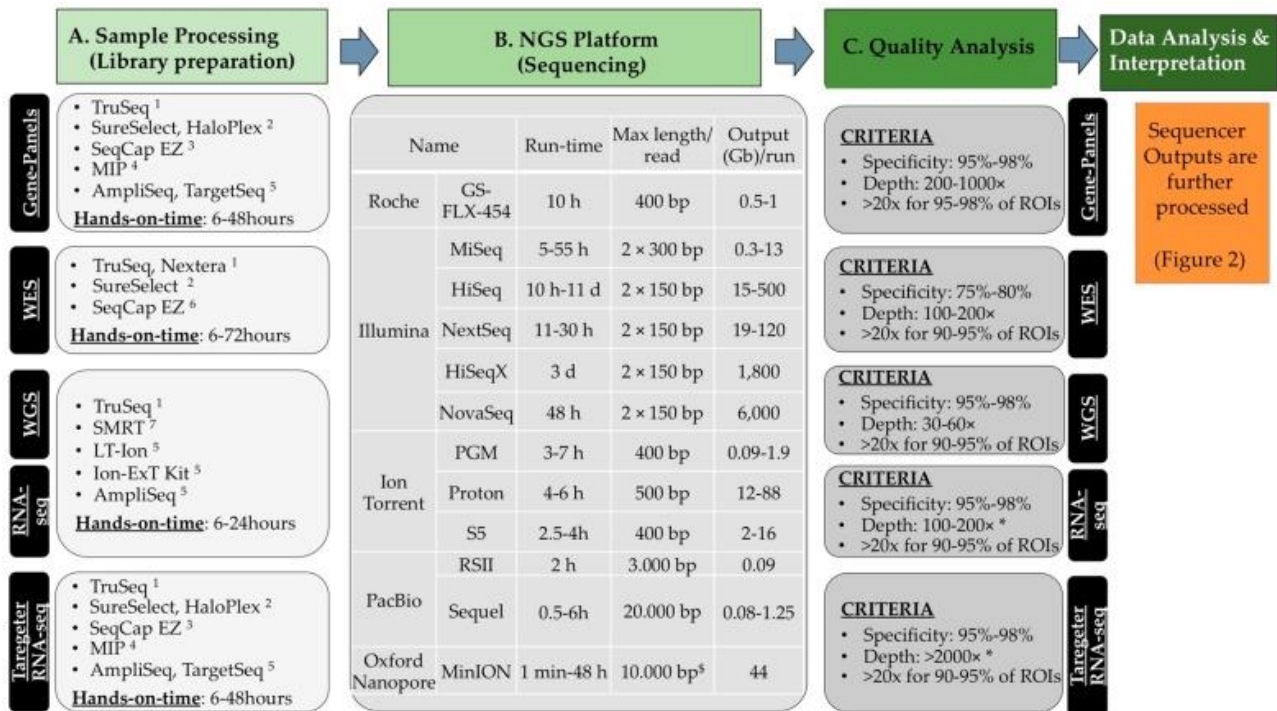 A. Sample Processing
(Library preparation)
B. NGS Platform
(Sequencing)
C. Quality Analysis
Data Analysis &
Interpretation
Gene-Panels
• TruSeq ¹
• SureSelect, HaloPlex ²
• SeqCap EZ ³
• MIP ⁴
• AmpliSeq, TargetSeq ⁵
Hands-on-time: 6-48hours
WES
• TruSeq, Nextera ¹
• SureSelect ²
• SeqCap EZ ⁶
Hands-on-time: 6-72hours
WGS
RNA-
seq
• TruSeq ¹
• SMRT ⁷
• LT-Ion ⁵
• Ion-ExT Kit ⁵
• AmpliSeq ⁵
Hands-on-time: 6-24hours
Taregeter
RNA-seq
• TruSeq ¹
• SureSelect, HaloPlex ²
• SeqCap EZ ³
• MIP ⁴
• AmpliSeq, TargetSeq ⁵
Hands-on-time: 6-48hours
Name Run-time Max length/ read Output (Gb)/run
Roche GS-FLX-454 10 h 400 bp 0.5-1
Illumina MiSeq 5-55 h 2 × 300 bp 0.3-13
HiSeq 10 h-11 d 2 × 150 bp 15-500
NextSeq 11-30 h 2 × 150 bp 19-120
HiSeqX 3 d 2 × 150 bp 1,800
NovaSeq 48 h 2 × 150 bp 6,000
Ion Torrent PGM 3-7 h 400 bp 0.09-1.9
Proton 4-6 h 500 bp 12-88
S5 2.5-4h 400 bp 2-16
PacBio RSII 2 h 3.000 bp 0.09
Sequel 0.5-6h 20.000 bp 0.08-1.25
Oxford Nanopore MinION 1 min-48 h 10.000 bp$ 44
CRITERIA
• Specificity: 95%-98%
• Depth: 200-1000×
• >20x for 95-98% of ROIs
Gene-Panels
CRITERIA
• Specificity: 75%-80%
• Depth: 100-200×
• >20x for 90-95% of ROIs
WES
CRITERIA
• Specificity: 95%-98%
• Depth: 30-60×
• >20x for 90-95% of ROIs
WGS
CRITERIA
• Specificity: 95%-98%
• Depth: 100-200× *
• >20x for 90-95% of ROIs
RNA-
seq
CRITERIA
• Specificity: 95%-98%
• Depth: >2000× *
• >20x for 90-95% of ROIs
Taregeter
RNA-seq
Sequencer
Outputs are
further
processed
(Figure 2)